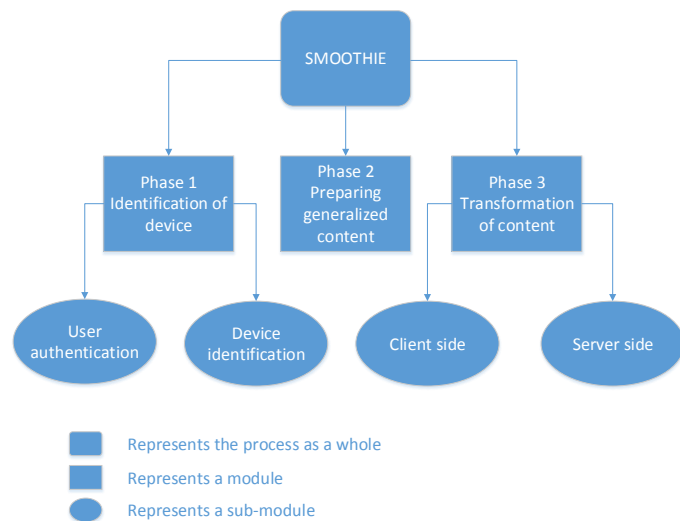 SMOOTHIE
Phase 1
Identification of
device
Phase 2
Preparing
generalized
content
Phase 3
Transformation
of content
User
authentication
Device
identification
Client side
Server side
Represents the process as a whole
Represents a module
Represents a sub-module